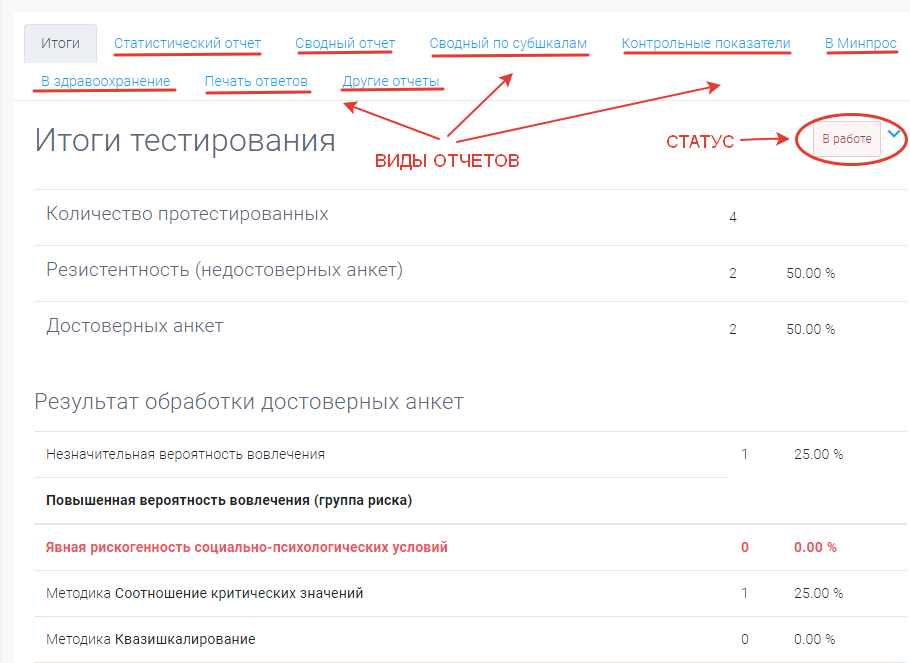 Итоги Статистический отчет Сводный отчет Сводный по субшкалам Контрольные показатели В Минпрос
В здравоохранение Печать ответов Другие отчеты
Итоги тестирования
СТАТУС
В работе
ВИДЫ ОТЧЕТОВ
Количество протестированных 4
Резистентность (недостоверных анкет) 2 50.00 %
Достоверных анкет 2 50.00 %
Результат обработки достоверных анкет
Незначительная вероятность вовлечения 1 25.00 %
Повышенная вероятность вовлечения (группа риска)
Явная рискогенность социально-психологических условий 0 0.00 %
Методика Соотношение критических значений 1 25.00 %
Методика Квазишкалирование 0 0.00 %